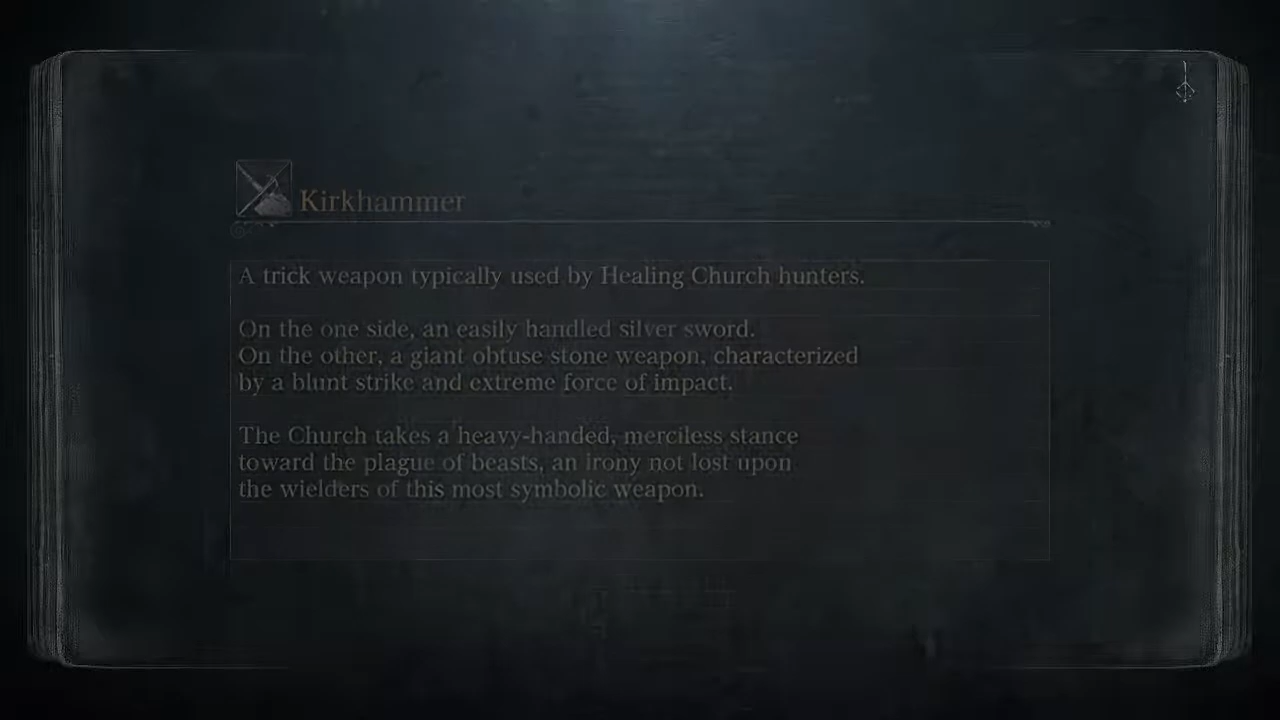 Kirkhammer
A trick weapon typically used by Healing Church hunters.
On the one side, an easily handled silver sword.
On the other, a giant obtuse stone weapon, characterized
by a blunt strike and extreme force of impact.
The Church takes a heavy-handed, merciless stance
toward the plague of beasts, an irony not lost upon
the wielders of this most symbolic weapon.